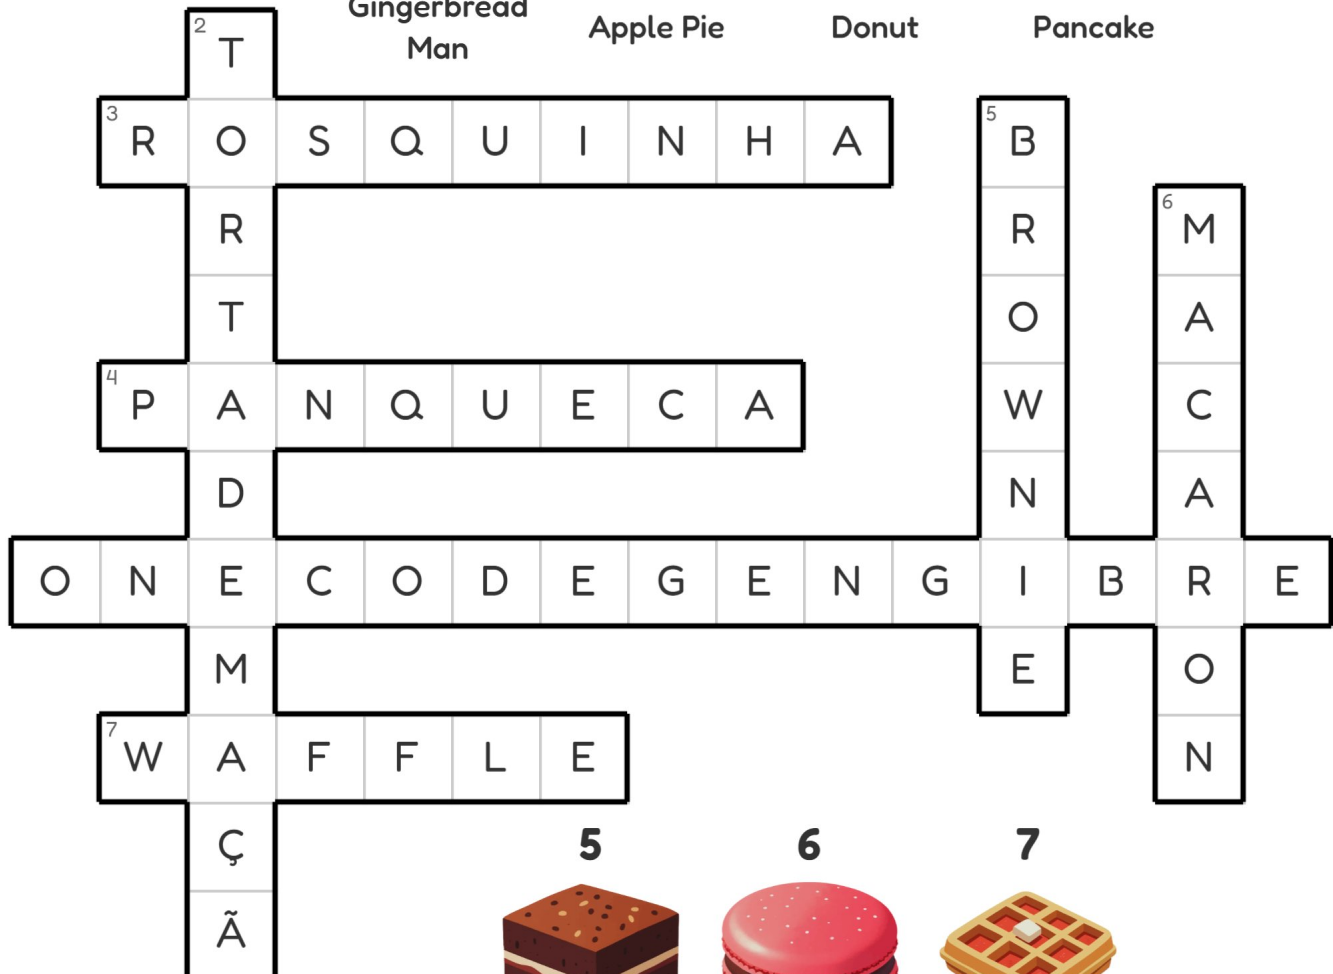 Gingerbread
Man
Apple Pie
Donut
Pancake
2
T
3
R O S Q U I N H A
5
B
R
R
6
M
T
O
A
4
P A N Q U E C A
W
C
D
N
A
O N E C O D E G E N G I B R E
M
E
O
7
W A F F L E
N
Ç
5
6
7
Ã